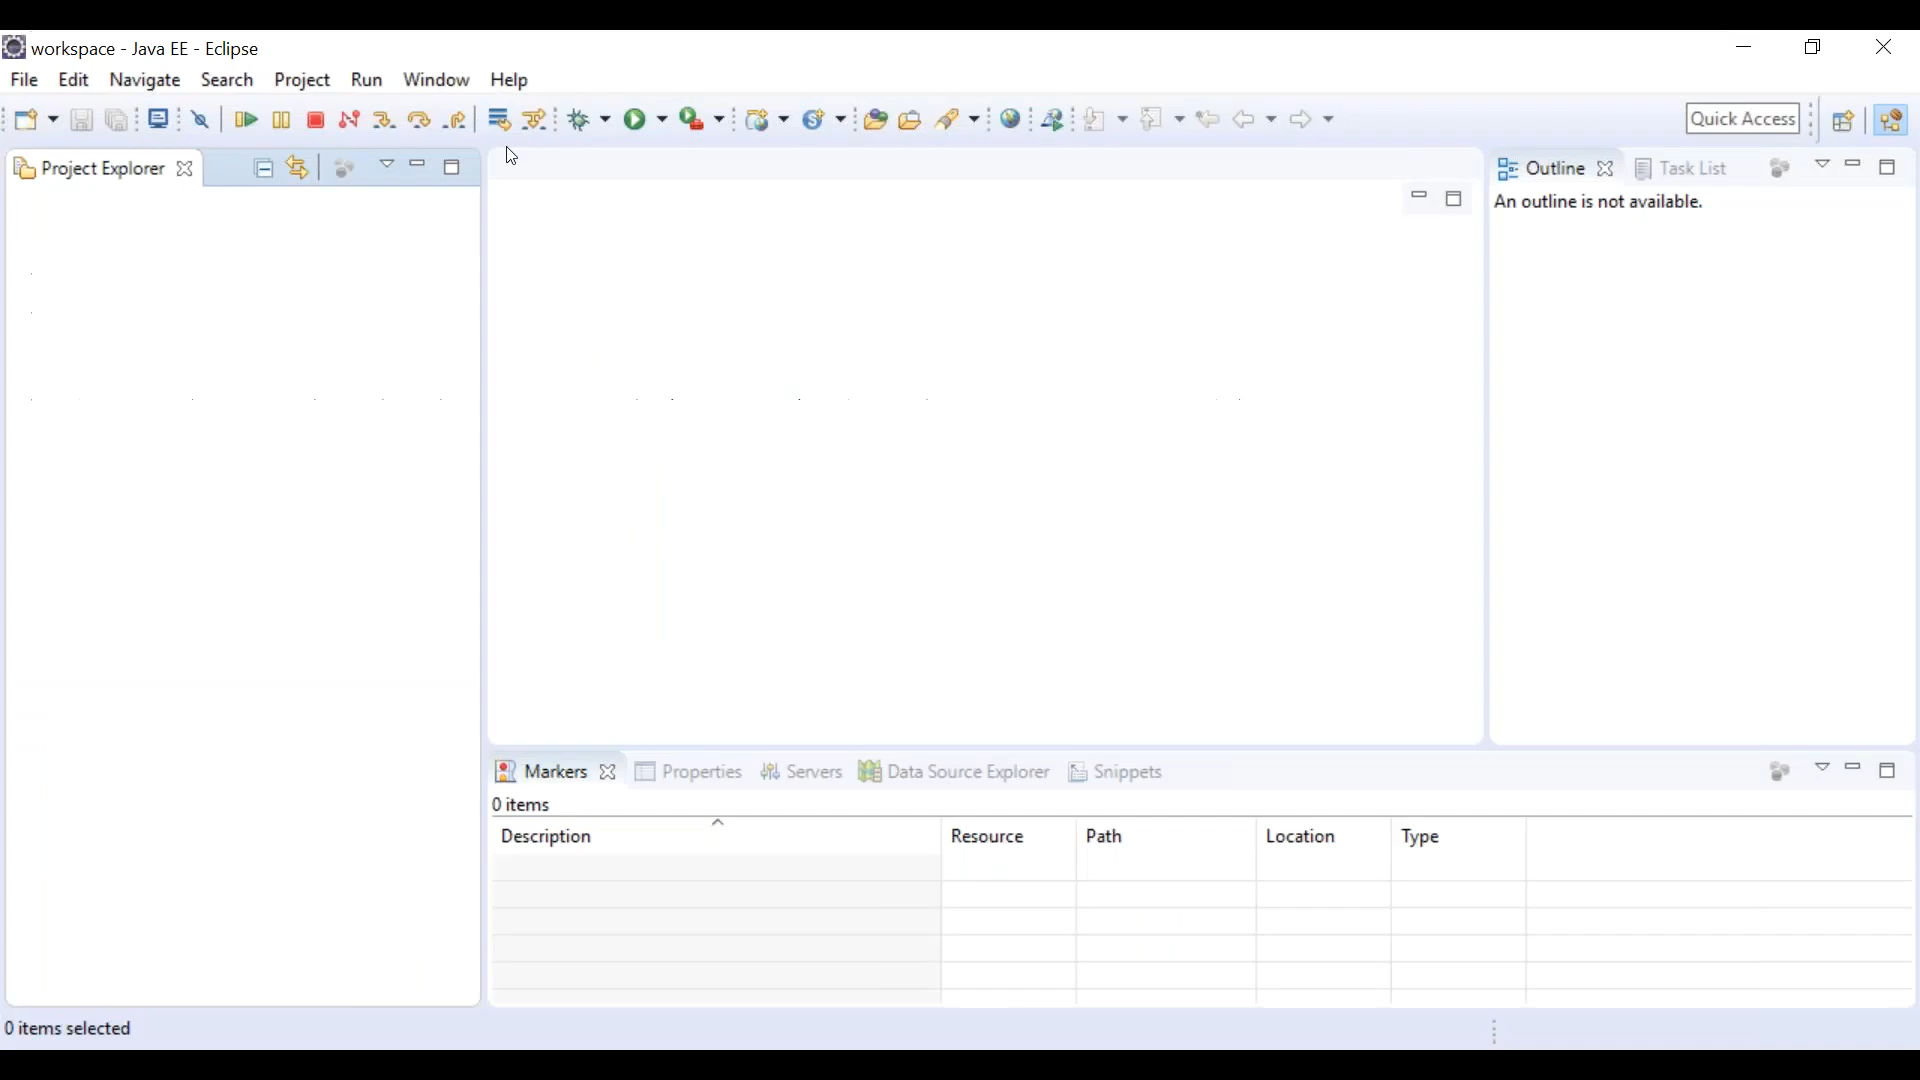 workspace - Java EE - Eclipse
File Edit Navigate Search Project Run Window Help
Quick Access
Project Explorer
Outline Task List
An outline is not available.
Markers Properties Servers Data Source Explorer Snippets
0 items
Description Resource Path Location Type
0 items selected